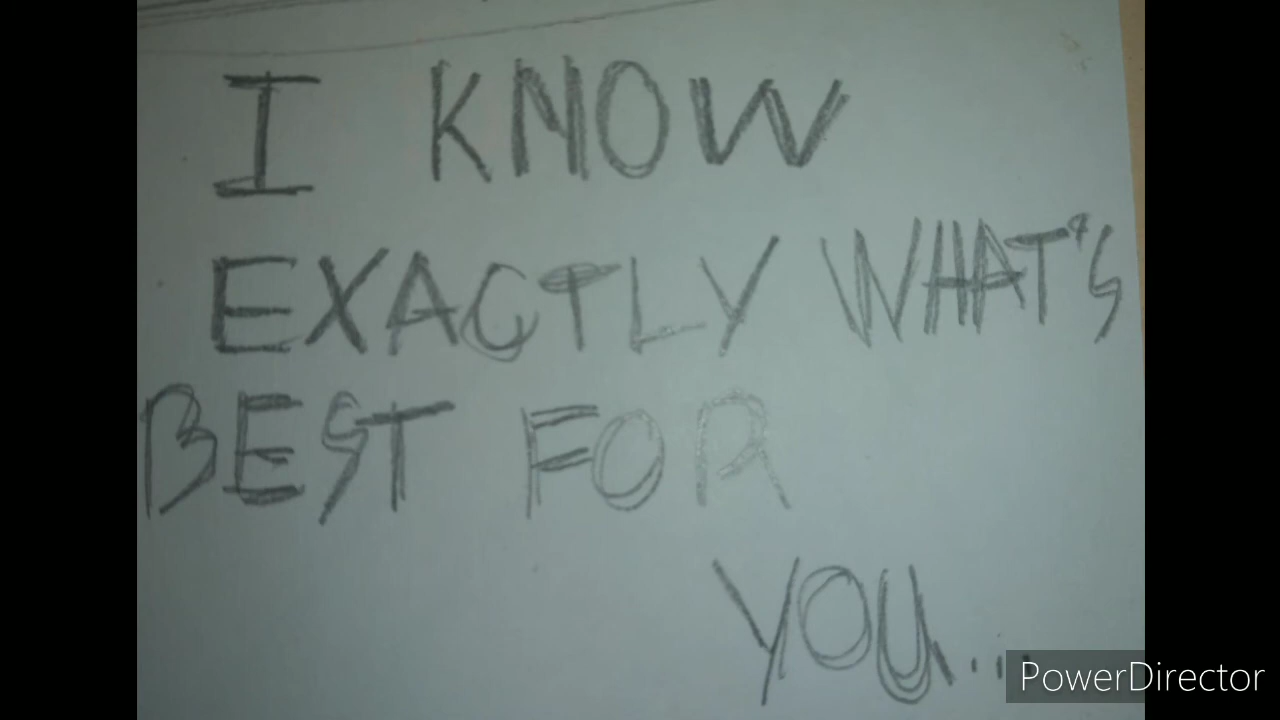 I KNOW
EXACTLY WHAT'S
BEST FOR
YOU...
PowerDirector